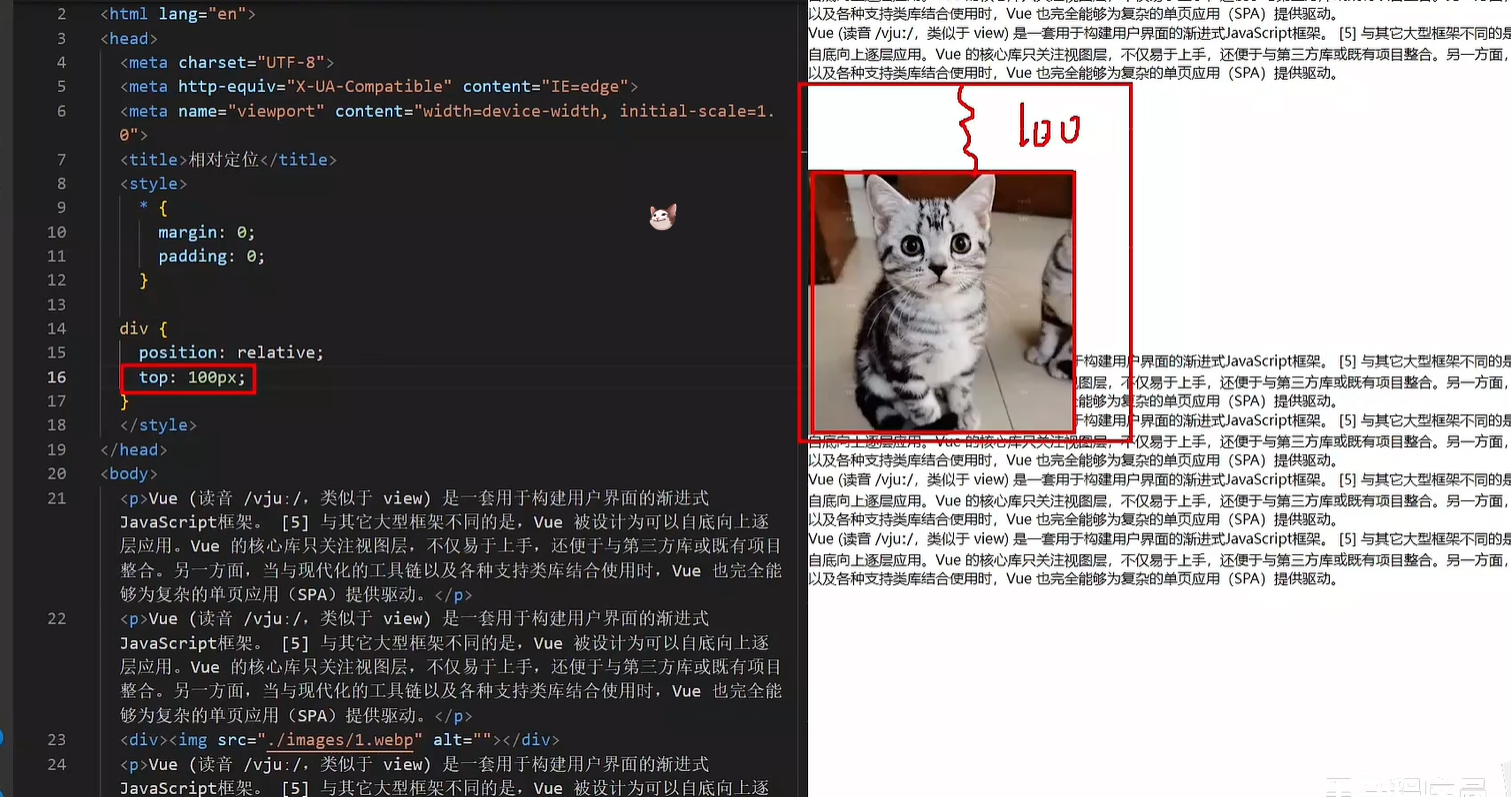 2 <html lang="en">
3 <head>
4 <meta charset="UTF-8">
5 <meta http-equiv="X-UA-Compatible" content="IE=edge">
6 <meta name="viewport" content="width=device-width, initial-scale=1.
0">
7 <title>相对定位</title>
8 <style>
9 * {
10 margin: 0;
11 padding: 0;
12 }
13
14 div {
15 position: relative;
16 top: 100px;
17 }
18 </style>
19 </head>
20 <body>
21 <p>Vue (读音 /vjuː/，类似于 view) 是一套用于构建用户界面的渐进式
JavaScript框架。 [5] 与其它大型框架不同的是，Vue 被设计为可以自底向上逐
层应用。Vue 的核心库只关注视图层，不仅易于上手，还便于与第三方库或既有项目
整合。另一方面，当与现代化的工具链以及各种支持类库结合使用时，Vue 也完全能
够为复杂的单页应用（SPA）提供驱动。</p>
22 <p>Vue (读音 /vjuː/，类似于 view) 是一套用于构建用户界面的渐进式
JavaScript框架。 [5] 与其它大型框架不同的是，Vue 被设计为可以自底向上逐
层应用。Vue 的核心库只关注视图层，不仅易于上手，还便于与第三方库或既有项目
整合。另一方面，当与现代化的工具链以及各种支持类库结合使用时，Vue 也完全能
够为复杂的单页应用（SPA）提供驱动。</p>
23 <div><img src="./images/1.webp" alt=""></div>
24 <p>Vue (读音 /vjuː/，类似于 view) 是一套用于构建用户界面的渐进式
JavaScript框架。 [5] 与其它大型框架不同的是，Vue 被设计为可以自底向上逐
以及各种支持类库结合使用时，Vue 也完全能够为复杂的单页应用（SPA）提供驱动。
Vue (读音 /vjuː/，类似于 view) 是一套用于构建用户界面的渐进式JavaScript框架。 [5] 与其它大型框架不同的是
自底向上逐层应用。Vue 的核心库只关注视图层，不仅易于上手，还便于与第三方库或既有项目整合。另一方面，
以及各种支持类库结合使用时，Vue 也完全能够为复杂的单页应用（SPA）提供驱动。
100
于构建用户界面的渐进式JavaScript框架。 [5] 与其它大型框架不同的是
图层，不仅易于上手，还便于与第三方库或既有项目整合。另一方面，
全能够为复杂的单页应用（SPA）提供驱动。
于构建用户界面的渐进式JavaScript框架。 [5] 与其它大型框架不同的是
自底向上逐层应用。Vue 的核心库只关注视图层，不仅易于上手，还便于与第三方库或既有项目整合。另一方面，
以及各种支持类库结合使用时，Vue 也完全能够为复杂的单页应用（SPA）提供驱动。
Vue (读音 /vjuː/，类似于 view) 是一套用于构建用户界面的渐进式JavaScript框架。 [5] 与其它大型框架不同的是
自底向上逐层应用。Vue 的核心库只关注视图层，不仅易于上手，还便于与第三方库或既有项目整合。另一方面，
以及各种支持类库结合使用时，Vue 也完全能够为复杂的单页应用（SPA）提供驱动。
Vue (读音 /vjuː/，类似于 view) 是一套用于构建用户界面的渐进式JavaScript框架。 [5] 与其它大型框架不同的是
自底向上逐层应用。Vue 的核心库只关注视图层，不仅易于上手，还便于与第三方库或既有项目整合。另一方面，
以及各种支持类库结合使用时，Vue 也完全能够为复杂的单页应用（SPA）提供驱动。